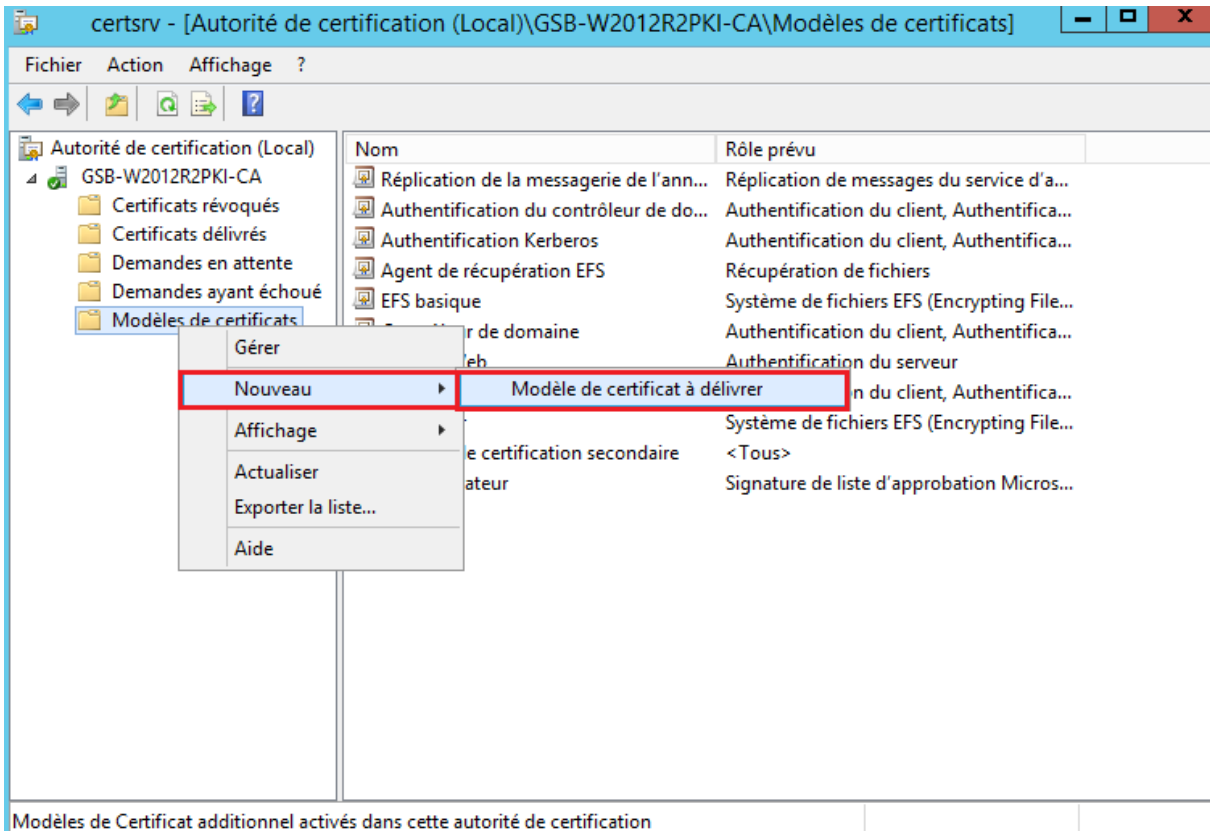 certsrv - [Autorité de certification (Local)\GSB-W2012R2PKI-CA\Modèles de certificats]
Fichier Action Affichage ?
Autorité de certification (Local)
GSB-W2012R2PKI-CA
Certificats révoqués
Certificats délivrés
Demandes en attente
Demandes ayant échoué
Modèles de certificats
Gérer
Nouveau
Modèle de certificat à délivrer
Affichage
Actualiser
Exporter la liste...
Aide
Nom Rôle prévu
Réplication de la messagerie de l'ann... Réplication de messages du service d'a...
Authentification du contrôleur de do... Authentification du client, Authentifica...
Authentification Kerberos Authentification du client, Authentifica...
Agent de récupération EFS Récupération de fichiers
EFS basique Système de fichiers EFS (Encrypting File...
r de domaine Authentification du client, Authentifica...
eb Authentification du serveur
n du client, Authentifica...
Système de fichiers EFS (Encrypting File...
e certification secondaire <Tous>
ateur Signature de liste d'approbation Micros...
Modèles de Certificat additionnel activés dans cette autorité de certification